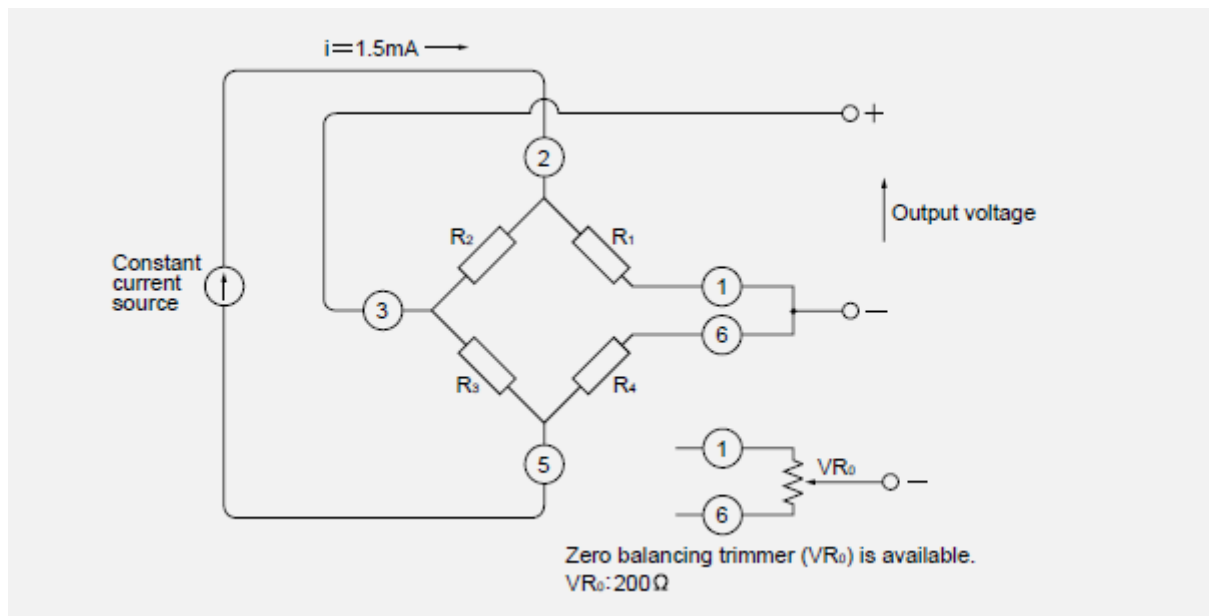 i=1.5mA
+
2
Output voltage
R₂
R₁
Constant
current
source
1
3
−
6
R₃
R₄
1
5
VR₀
−
6
Zero balancing trimmer (VR₀) is available.
VR₀:200Ω